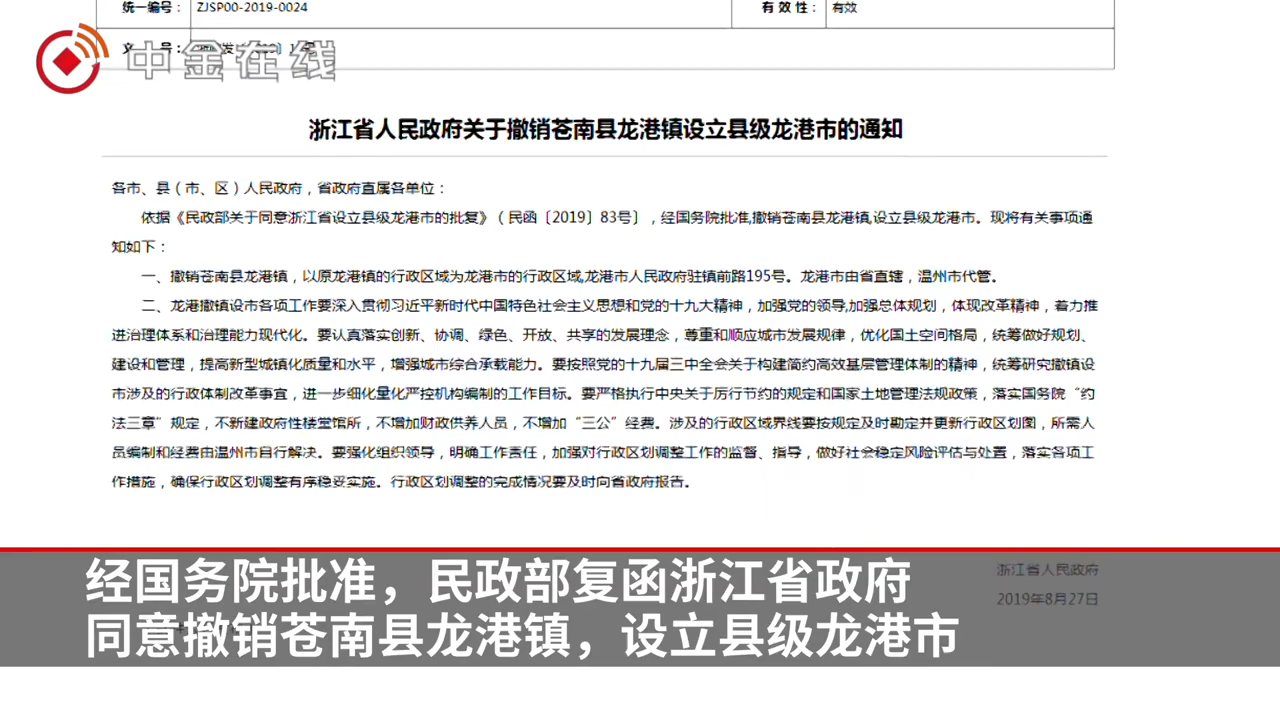 统一编号： ZJSP00-2019-0024 有效性： 有效
中金在线
浙江省人民政府关于撤销苍南县龙港镇设立县级龙港市的通知
各市、县（市、区）人民政府，省政府直属各单位：
依据《民政部关于同意浙江省设立县级龙港市的批复》（民函〔2019〕83号〕，经国务院批准,撤销苍南县龙港镇,设立县级龙港市。现将有关事项通
知如下：
一、撤销苍南县龙港镇，以原龙港镇的行政区域为龙港市的行政区域,龙港市人民政府驻镇前路195号。龙港市由省直辖，温州市代管。
二、龙港撤镇设市各项工作要深入贯彻习近平新时代中国特色社会主义思想和党的十九大精神，加强党的领导,加强总体规划，体现改革精神，着力推
进治理体系和治理能力现代化。要认真落实创新、协调、绿色、开放、共享的发展理念，尊重和顺应城市发展规律，优化国土空间格局，统筹做好规划、
建设和管理，提高新型城镇化质量和水平，增强城市综合承载能力。要按照党的十九届三中全会关于构建简约高效基层管理体制的精神，统筹研究撤镇设
市涉及的行政体制改革事宜，进一步细化量化严控机构编制的工作目标。要严格执行中央关于厉行节约的规定和国家土地管理法规政策，落实国务院“约
法三章”规定，不新建政府性楼堂馆所，不增加财政供养人员，不增加“三公”经费。涉及的行政区域界线要按规定及时勘定并更新行政区划图，所需人
员编制和经费由温州市自行解决。要强化组织领导，明确工作责任，加强对行政区划调整工作的监督、指导，做好社会稳定风险评估与处置，落实各项工
作措施，确保行政区划调整有序稳妥实施。行政区划调整的完成情况要及时向省政府报告。
浙江省人民政府
2019年8月27日
经国务院批准，民政部复函浙江省政府
同意撤销苍南县龙港镇，设立县级龙港市